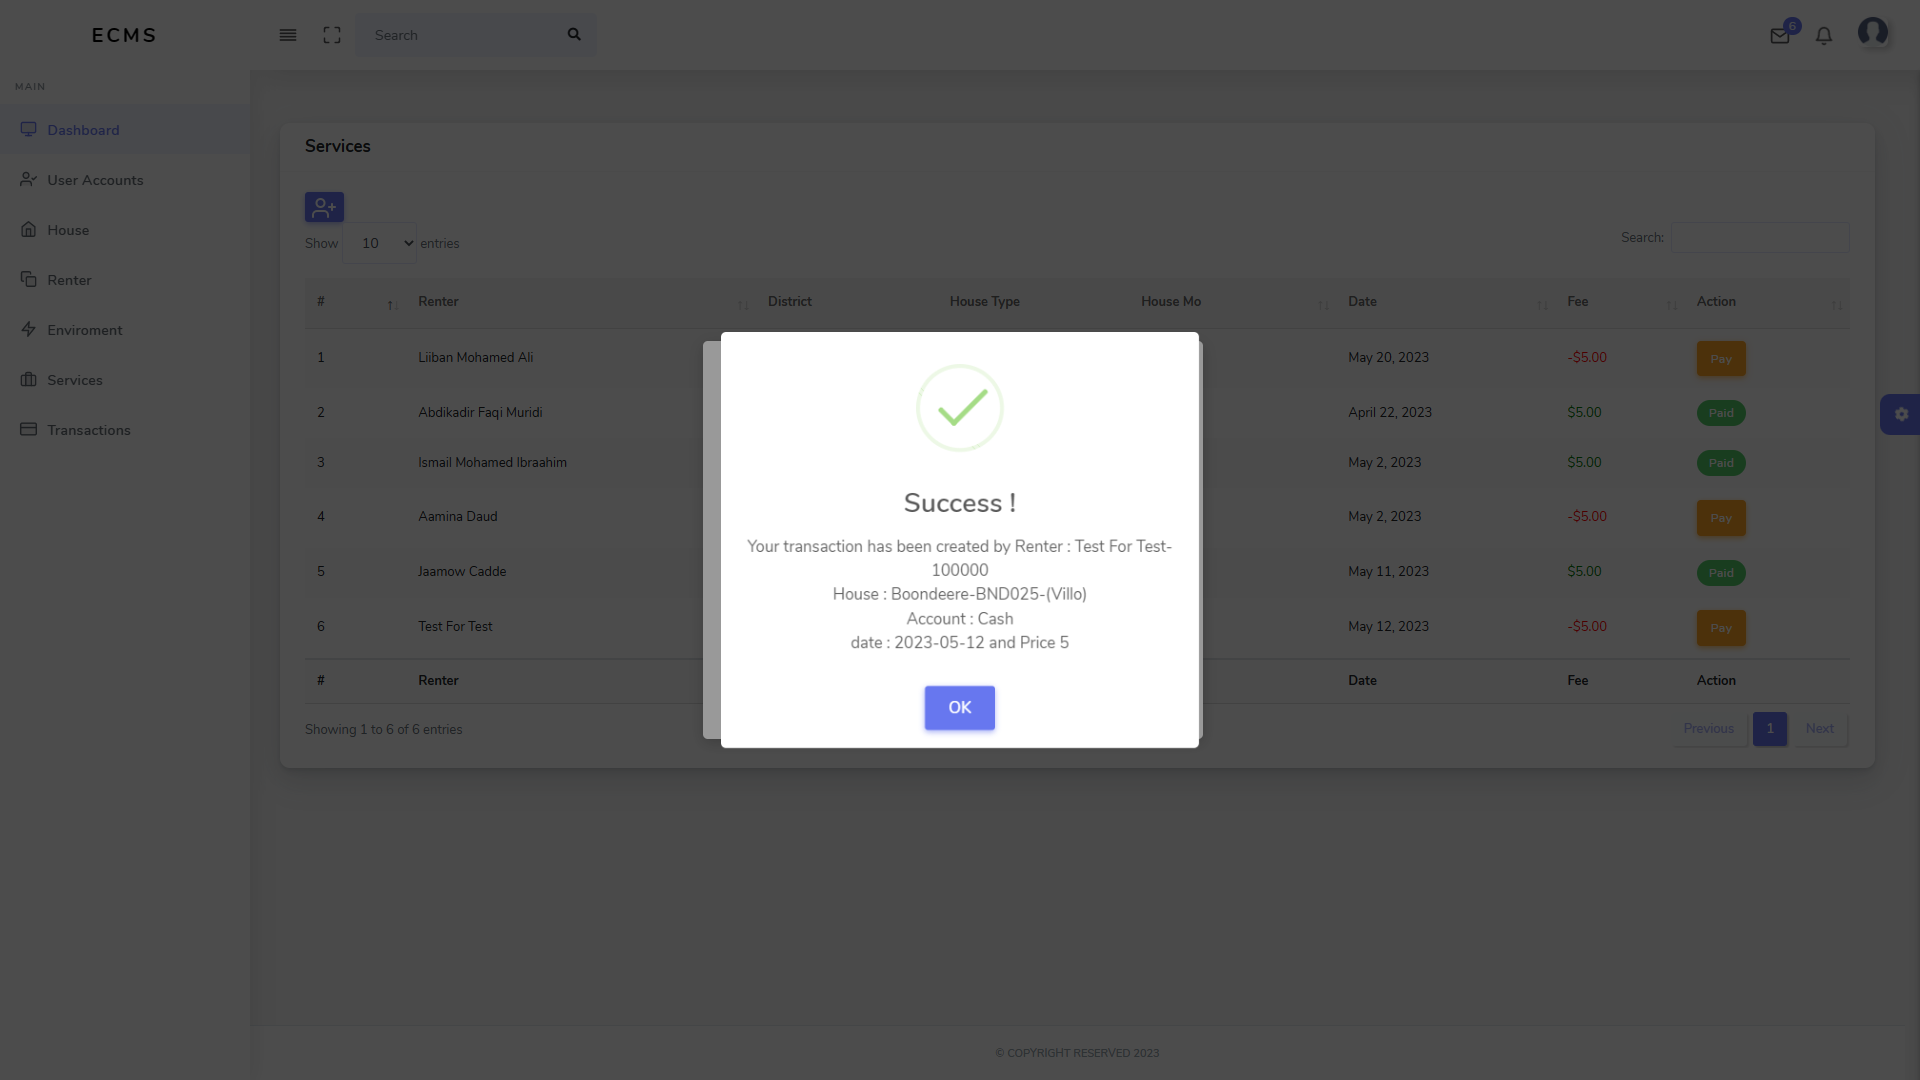 ECMS
Search
6
MAIN
Dashboard
User Accounts
House
Renter
Enviroment
Services
Transactions
Services
Show 10 entries
Search:
# Renter District House Type House Mo Date Fee Action
1 Liiban Mohamed Ali May 20, 2023 -$5.00 Pay
2 Abdikadir Faqi Muridi April 22, 2023 $5.00 Paid
3 Ismail Mohamed Ibraahim May 2, 2023 $5.00 Paid
4 Aamina Daud May 2, 2023 -$5.00 Pay
5 Jaamow Cadde May 11, 2023 $5.00 Paid
6 Test For Test May 12, 2023 -$5.00 Pay
# Renter Date Fee Action
Showing 1 to 6 of 6 entries
Previous 1 Next
Success !
Your transaction has been created by Renter : Test For Test-
100000
House : Boondeere-BND025-(Villo)
Account : Cash
date : 2023-05-12 and Price 5
OK
© COPYRIGHT RESERVED 2023